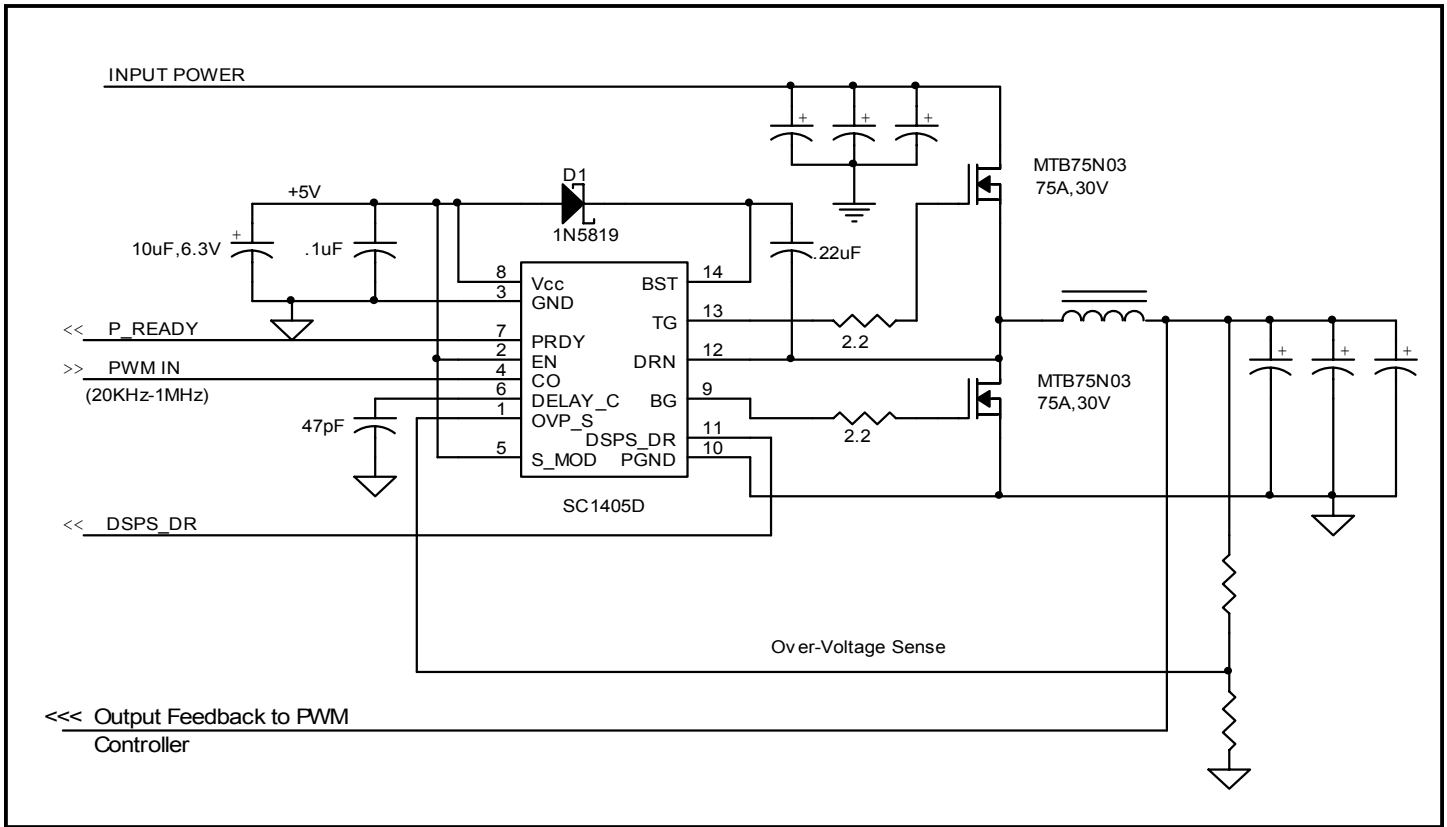 INPUT POWER
+
+
+
MTB75N03
75A,30V
D1
+5V
1N5819
+
10uF,6.3V
.1uF
.22uF
8
Vcc
BST
14
3
GND
TG
13
<< P_READY
7
PRDY
2.2
2
EN
DRN
12
>> PWM IN
4
CO
(20KHz-1MHz)
6
DELAY_C
BG
9
MTB75N03
75A,30V
+
+
+
47pF
1
OVP_S
2.2
DSPS_DR
11
5
S_MOD
PGND
10
SC1405D
<< DSPS_DR
Over-Voltage Sense
<<< Output Feedback to PWM
Controller